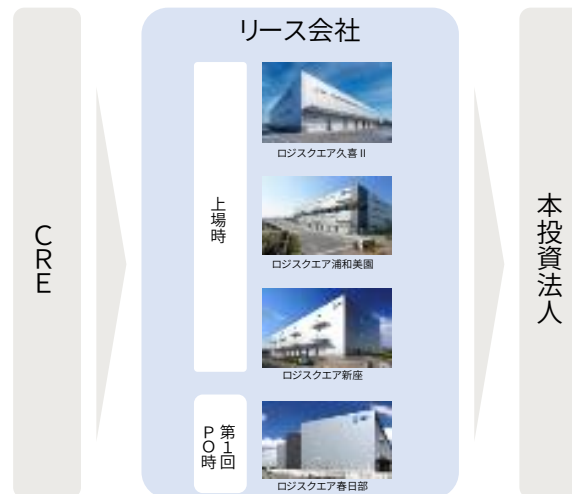 CRE
リース会社
上場時
ロジスクエア久喜Ⅱ
ロジスクエア浦和美園
ロジスクエア新座
第1回
PO時
ロジスクエア春日部
本投資法人